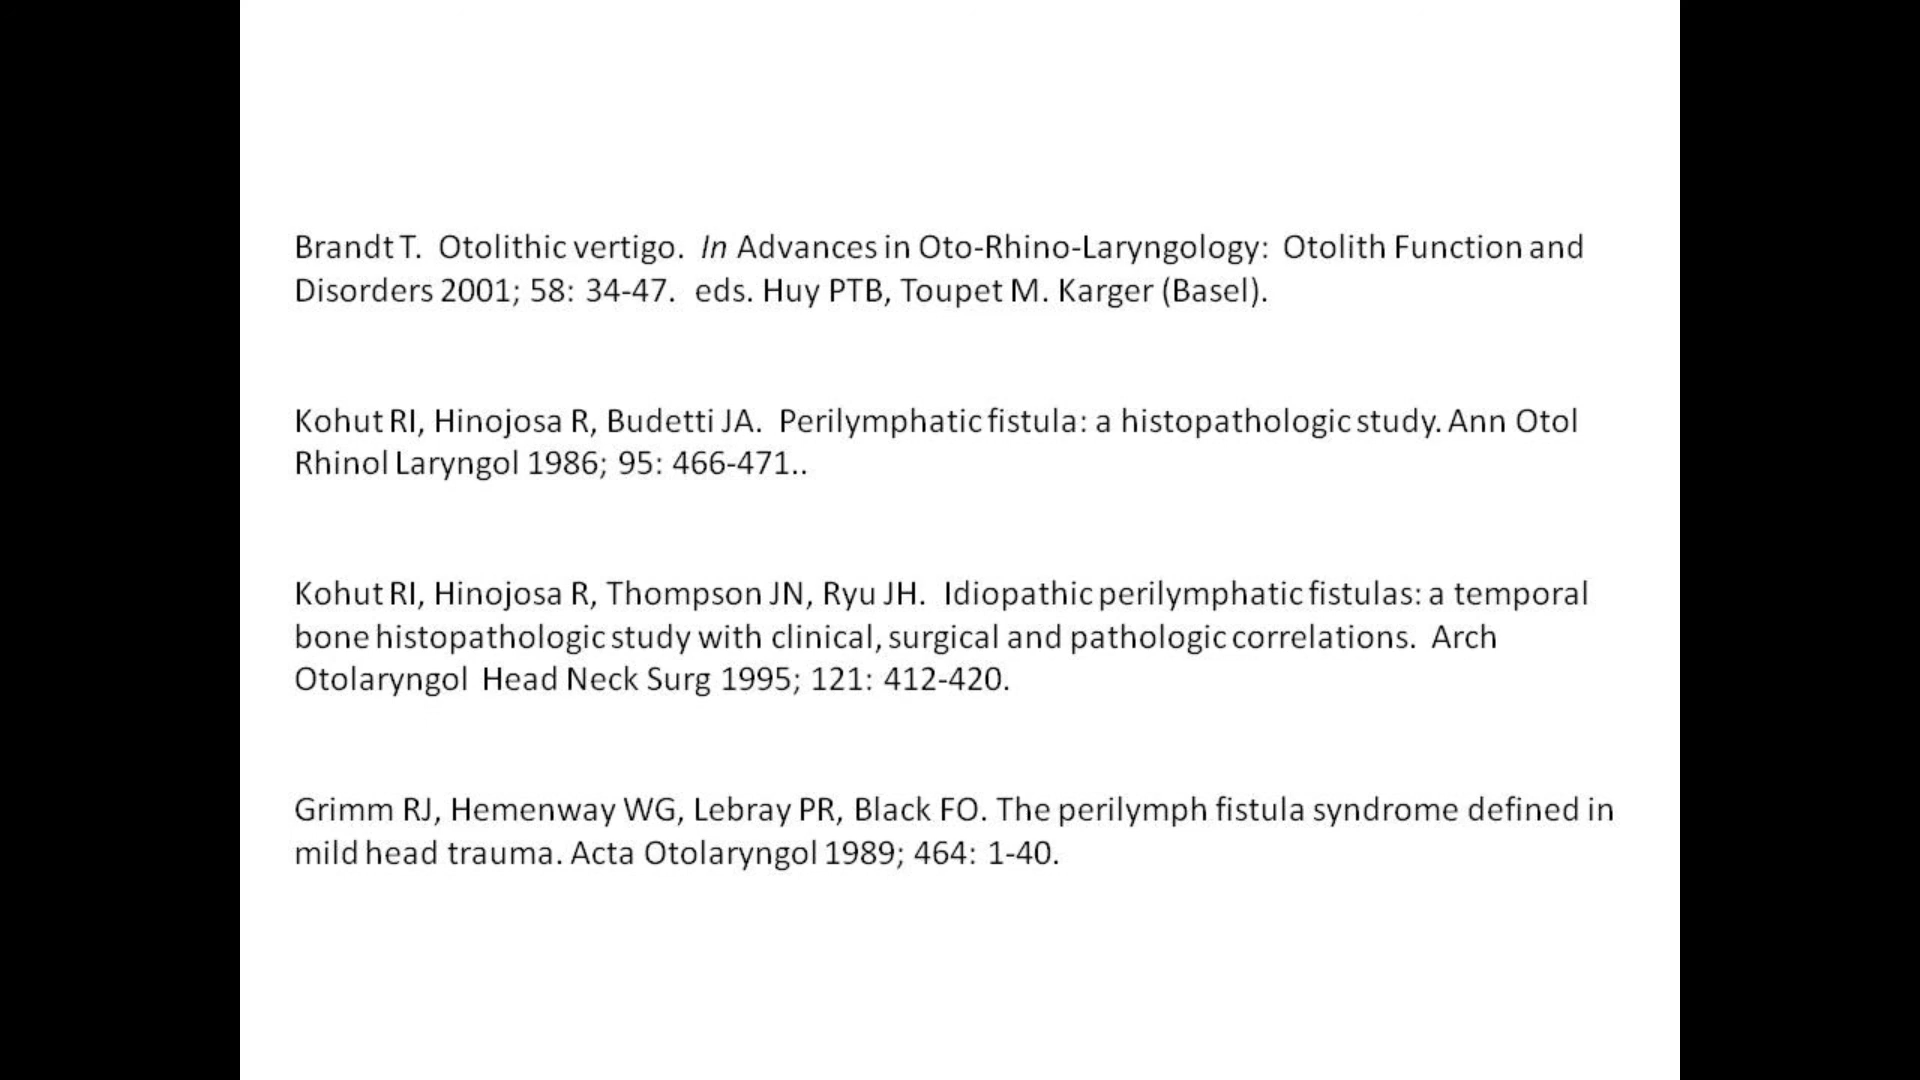 Brandt T.  Otolithic vertigo.  In Advances in Oto-Rhino-Laryngology:  Otolith Function and
Disorders 2001; 58: 34-47.  eds. Huy PTB, Toupet M. Karger (Basel).
Kohut RI, Hinojosa R, Budetti JA.  Perilymphatic fistula: a histopathologic study. Ann Otol
Rhinol Laryngol 1986; 95: 466-471..
Kohut RI, Hinojosa R, Thompson JN, Ryu JH.  Idiopathic perilymphatic fistulas: a temporal
bone histopathologic study with clinical, surgical and pathologic correlations.  Arch
Otolaryngol  Head Neck Surg 1995; 121: 412-420.
Grimm RJ, Hemenway WG, Lebray PR, Black FO. The perilymph fistula syndrome defined in
mild head trauma. Acta Otolaryngol 1989; 464: 1-40.